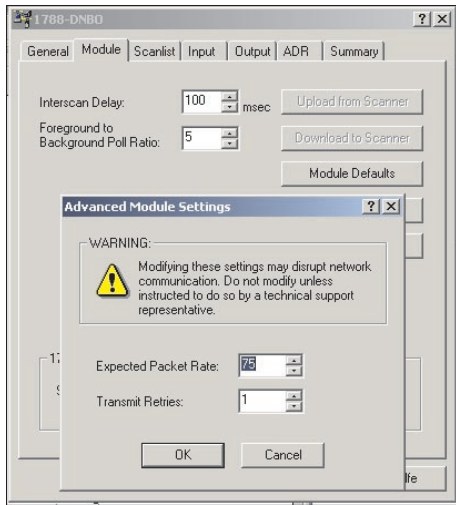 1788-DNBO
General Module Scanlist Input Output ADR Summary
Interscan Delay: 100 msec Upload from Scanner
Foreground to
Background Poll Ratio: 5 Download to Scanner
Module Defaults
Advanced Module Settings
WARNING:
Modifying these settings may disrupt network
communication. Do not modify unless
instructed to do so by a technical support
representative.
Expected Packet Rate: 75
Transmit Retries: 1
OK Cancel